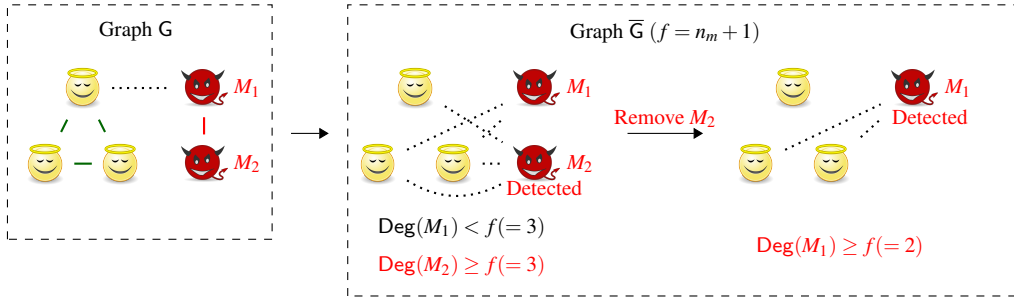 Graph G
M₁
M₂
Graph G̅ (f = nₘ + 1)
M₁
M₂
Detected
Deg(M₁) < f(= 3)
Deg(M₂) ≥ f(= 3)
Remove M₂
M₁
Detected
Deg(M₁) ≥ f(= 2)